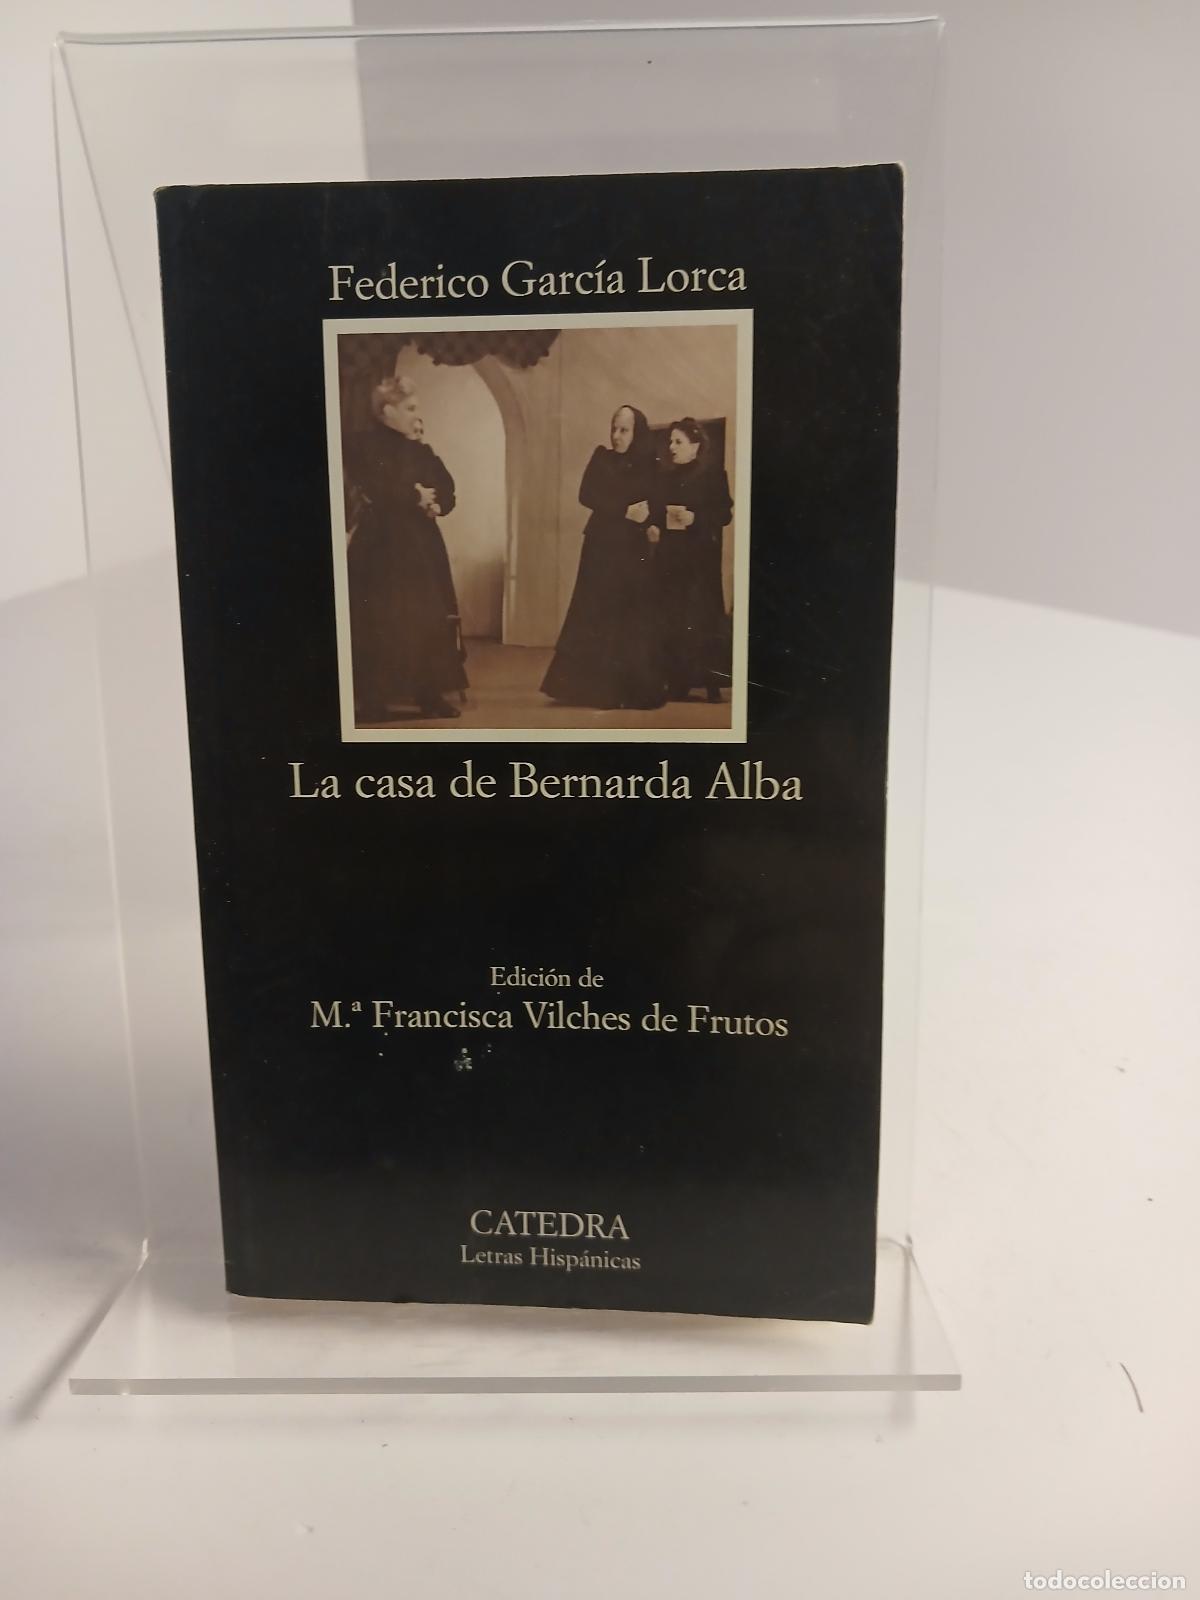 Federico García Lorca
La casa de Bernarda Alba
Edición de
M.ª Francisca Vilches de Frutos
CATEDRA
Letras Hispánicas
todocoleccion